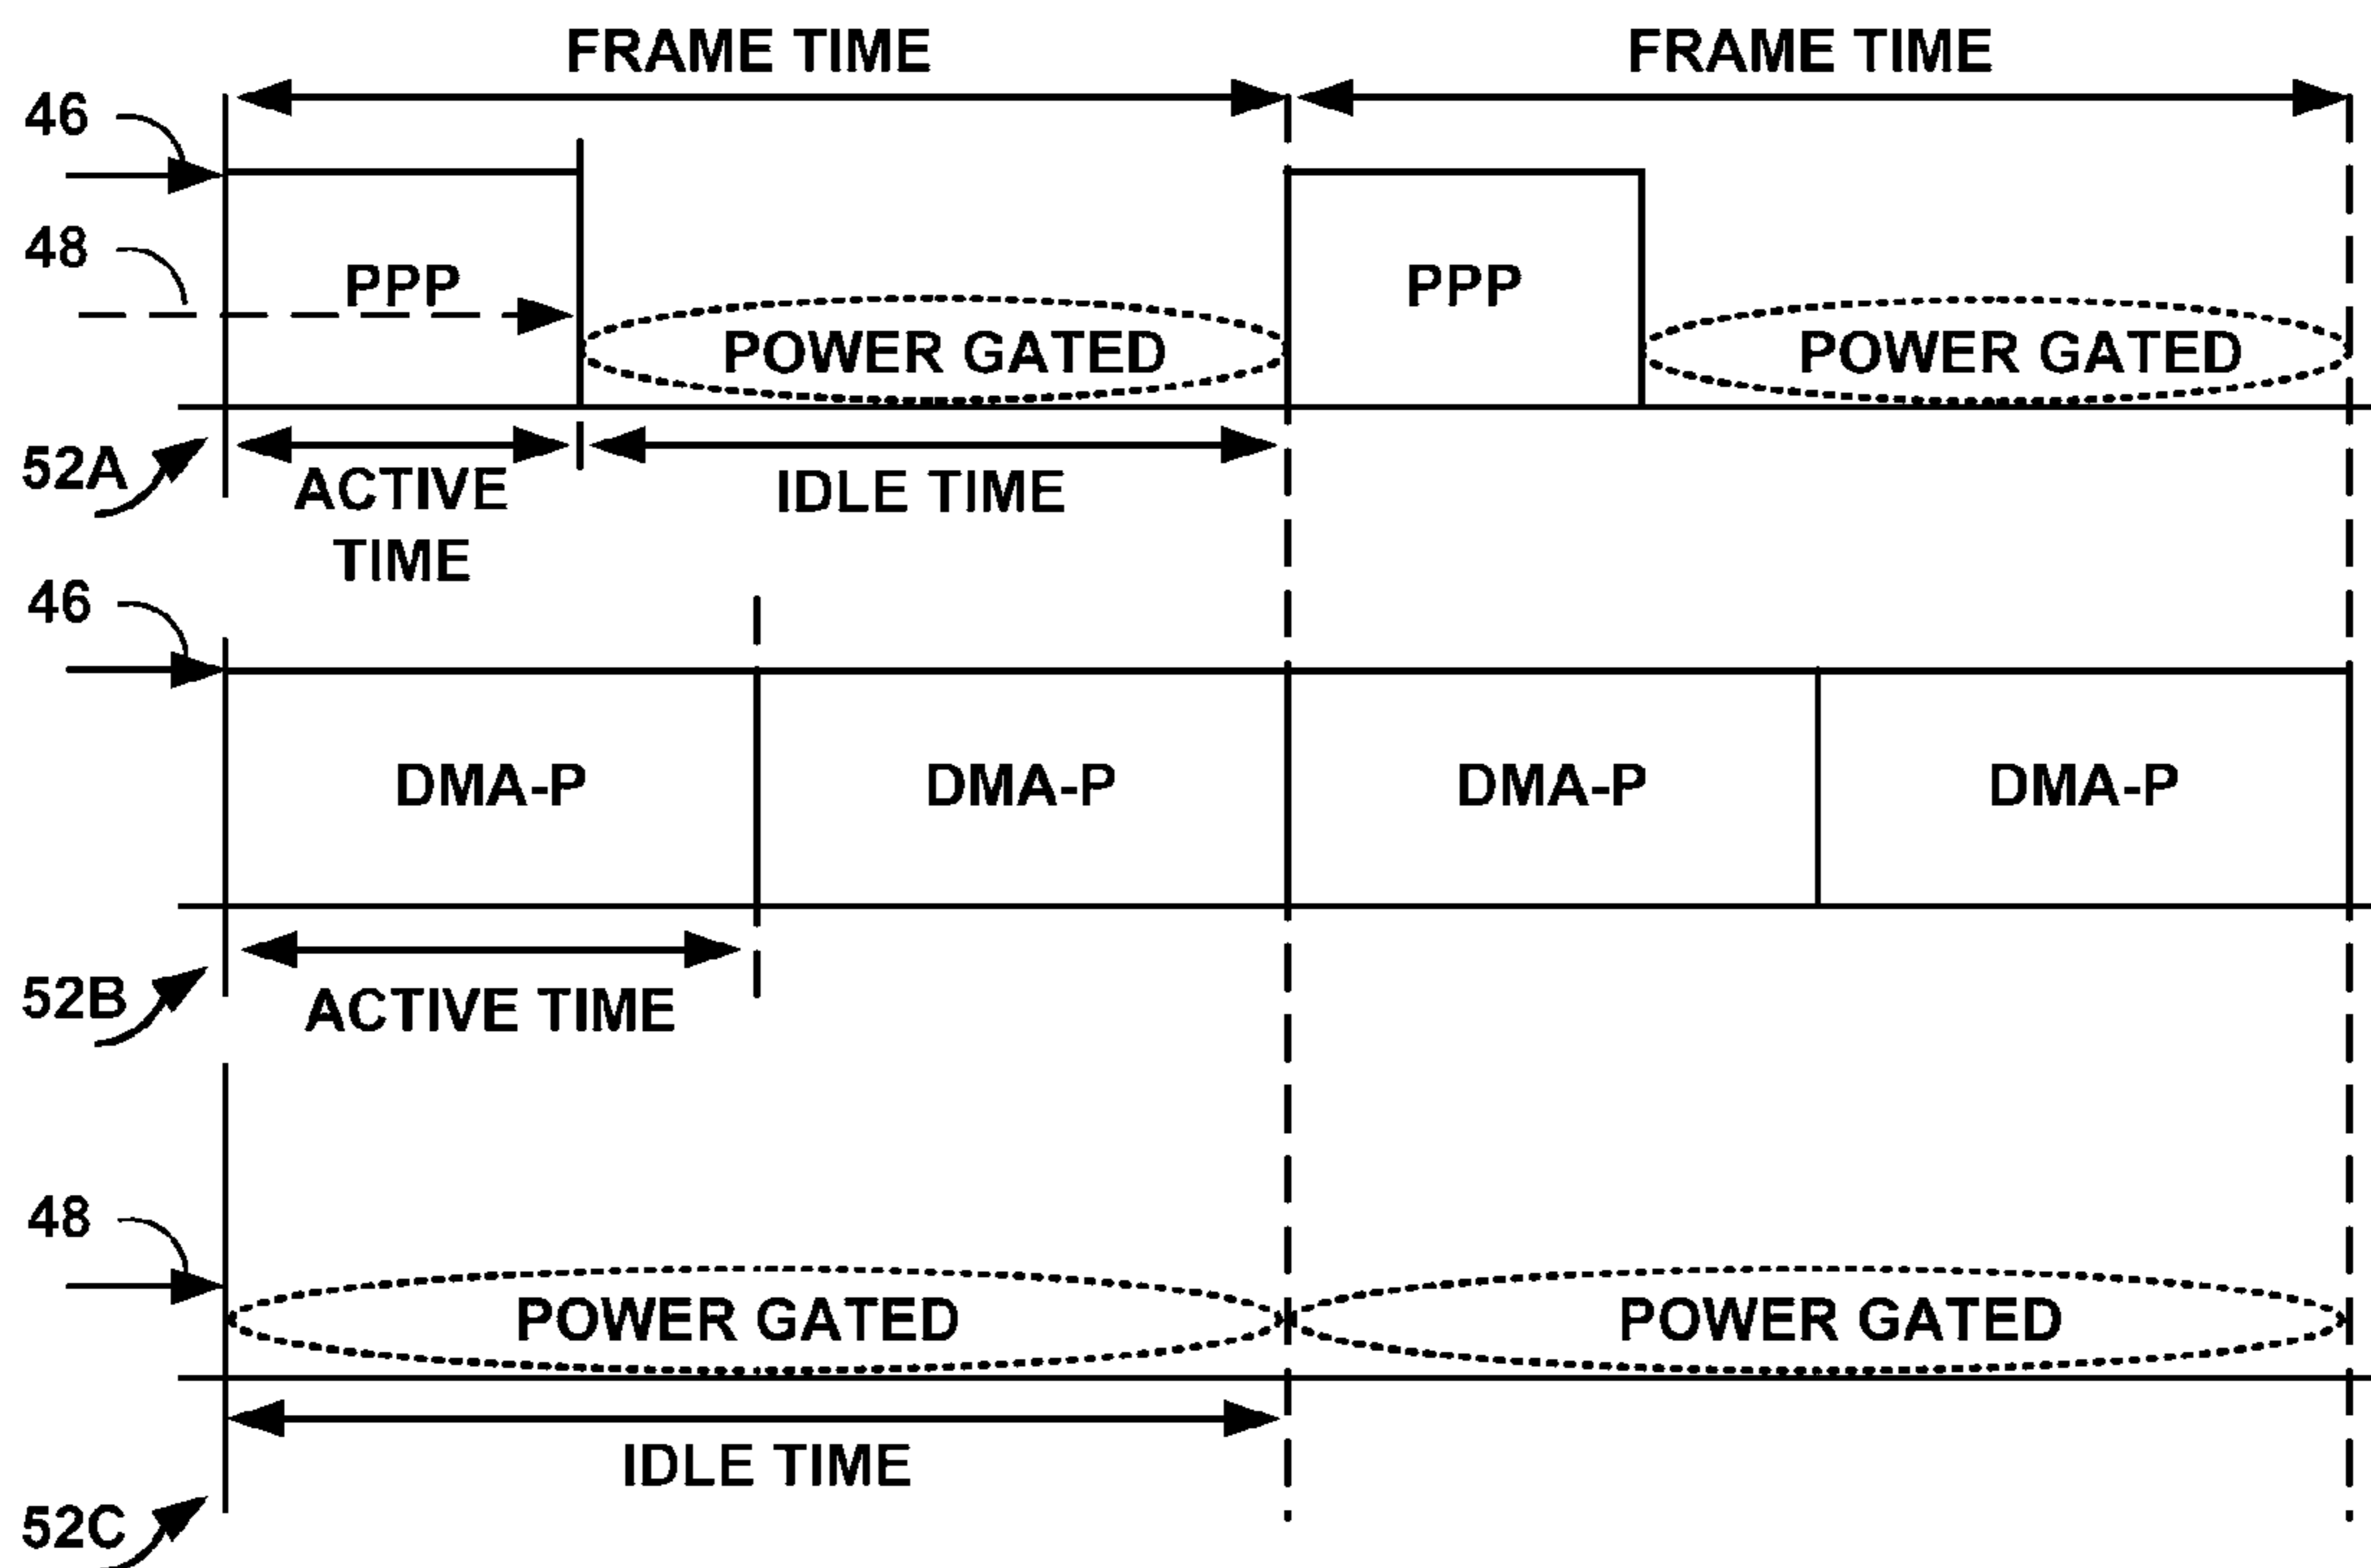 FRAME TIME
FRAME TIME
46
48
PPP
PPP
POWER GATED
POWER GATED
52A
ACTIVE
TIME
IDLE TIME
46
DMA-P
DMA-P
DMA-P
DMA-P
52B
ACTIVE TIME
48
POWER GATED
POWER GATED
IDLE TIME
52C